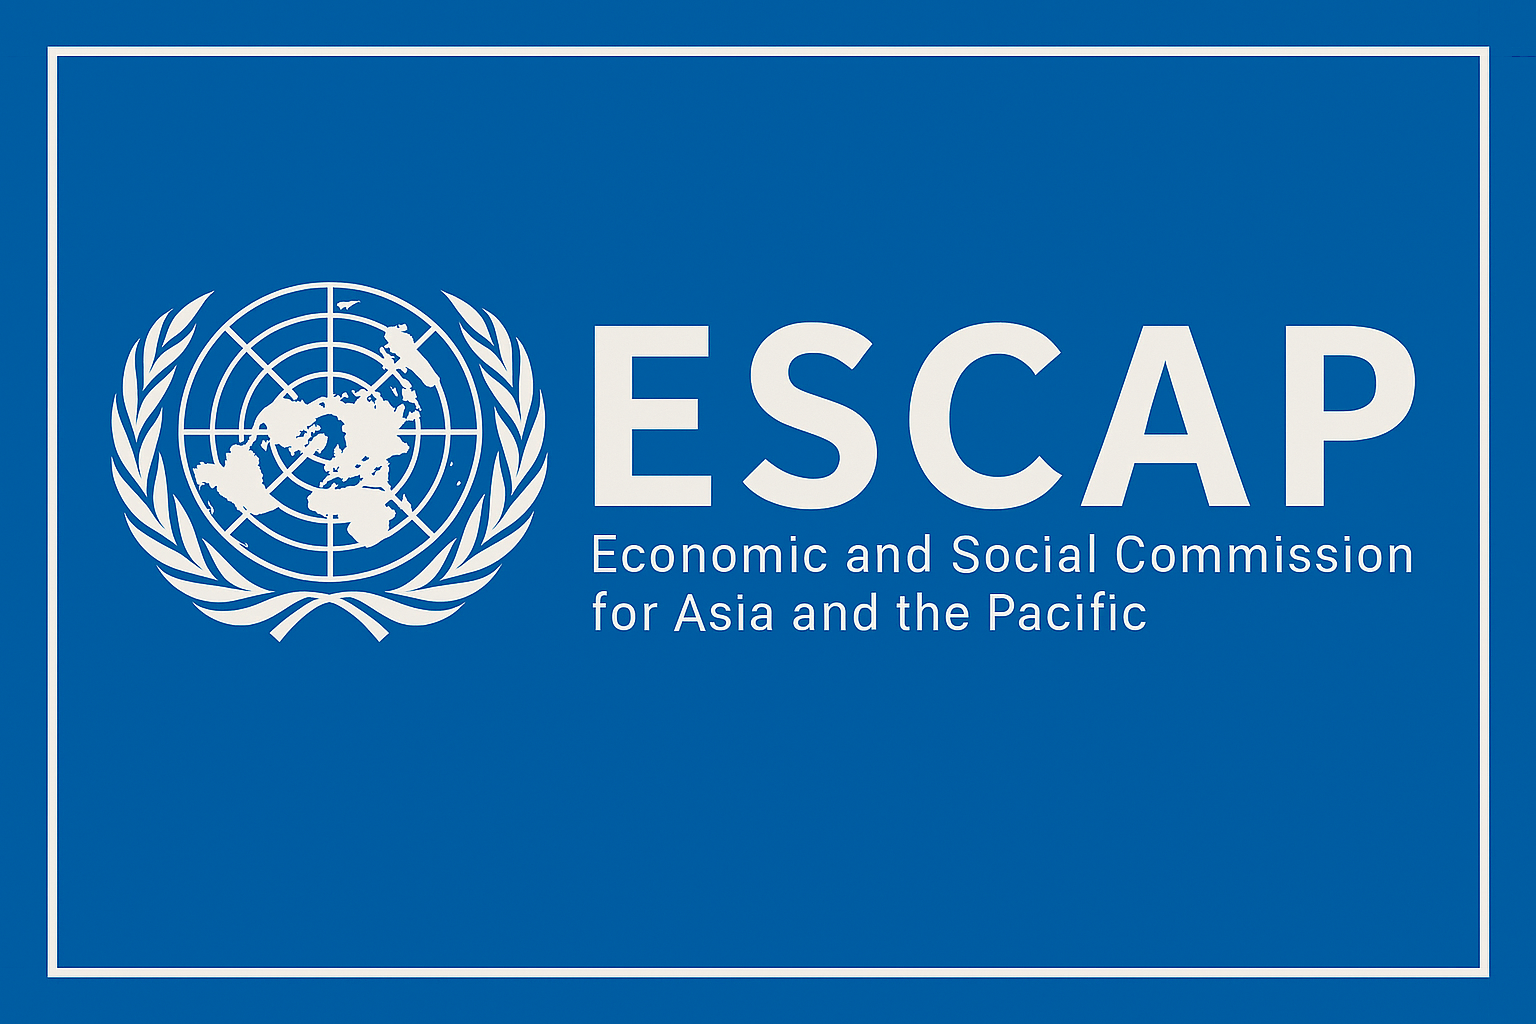 ESCAP
Economic and Social Commission
for Asia and the Pacific